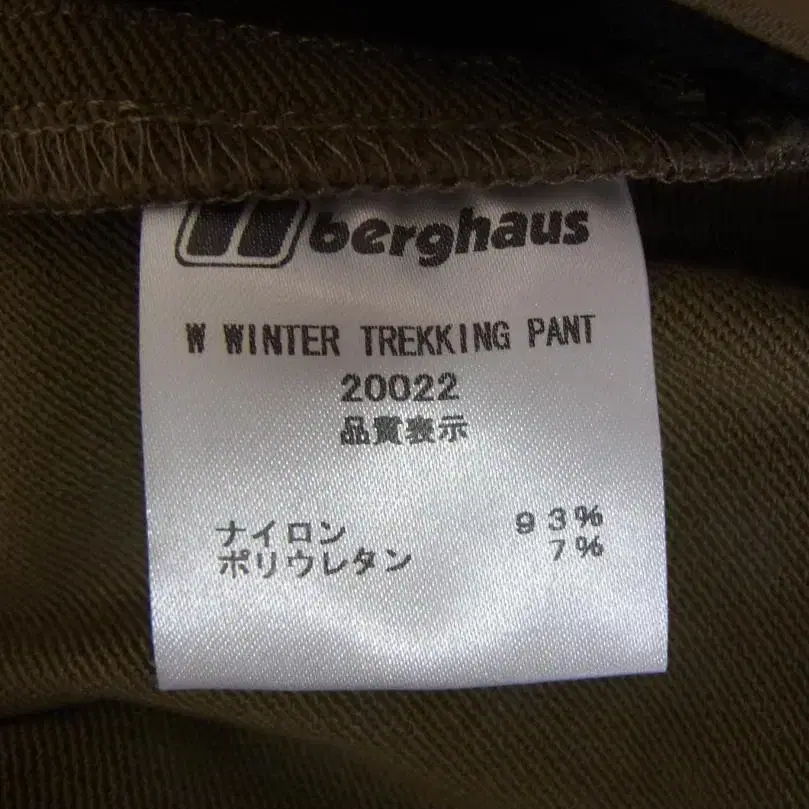 berghaus
W WINTER TREKKING PANT
20022
品質表示
ナイロン 93%
ポリウレタン 7%